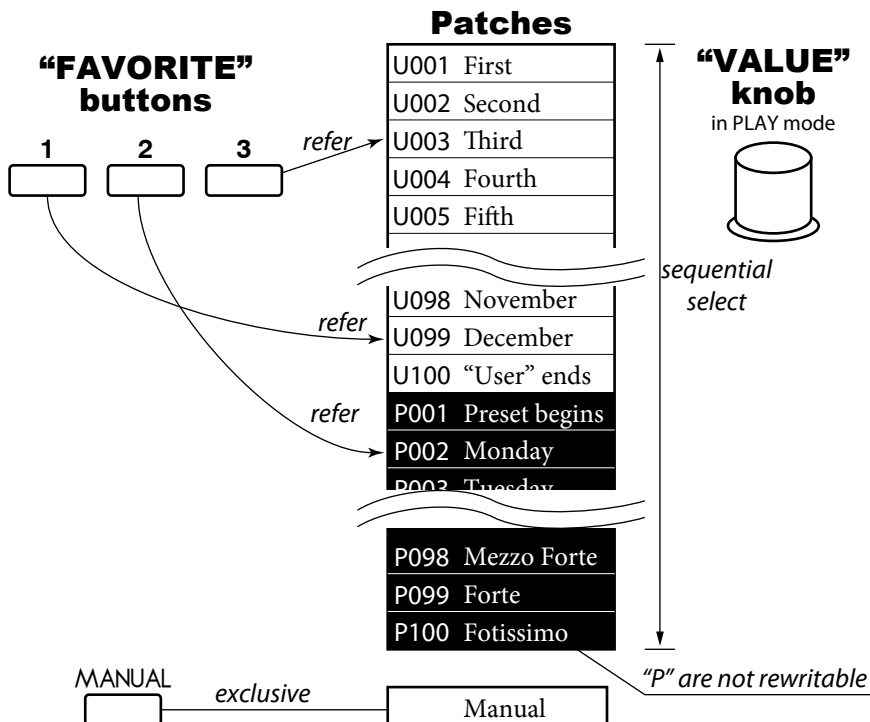 Patches
“FAVORITE”
buttons
1 2 3
refer
U001 First
U002 Second
U003 Third
U004 Fourth
U005 Fifth
“VALUE”
knob
in PLAY mode
sequential
select
refer
refer
U098 November
U099 December
U100 “User” ends
P001 Preset begins
P002 Monday
P003 Tuesday
P098 Mezzo Forte
P099 Forte
P100 Fotissimo
“P” are not rewritable
MANUAL
exclusive
Manual